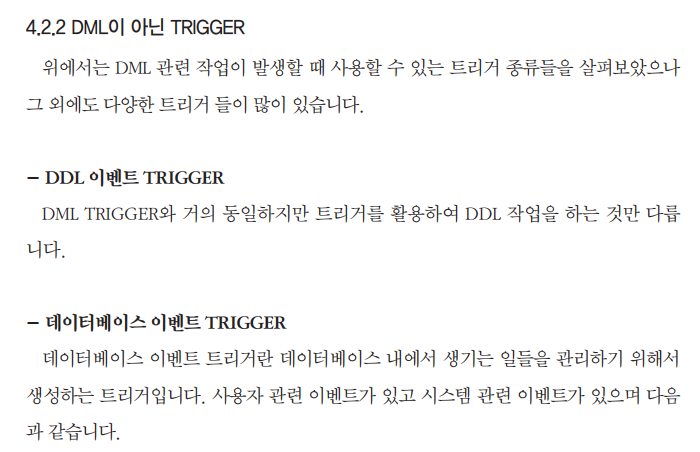 4.2.2 DML이 아닌 TRIGGER
위에서는 DML 관련 작업이 발생할 때 사용할 수 있는 트리거 종류들을 살펴보았으나
그 외에도 다양한 트리거 들이 많이 있습니다.
- DDL 이벤트 TRIGGER
DML TRIGGER와 거의 동일하지만 트리거를 활용하여 DDL 작업을 하는 것만 다릅
니다.
- 데이터베이스 이벤트 TRIGGER
데이터베이스 이벤트 트리거란 데이터베이스 내에서 생기는 일들을 관리하기 위해서
생성하는 트리거입니다. 사용자 관련 이벤트가 있고 시스템 관련 이벤트가 있으며 다음
과 같습니다.